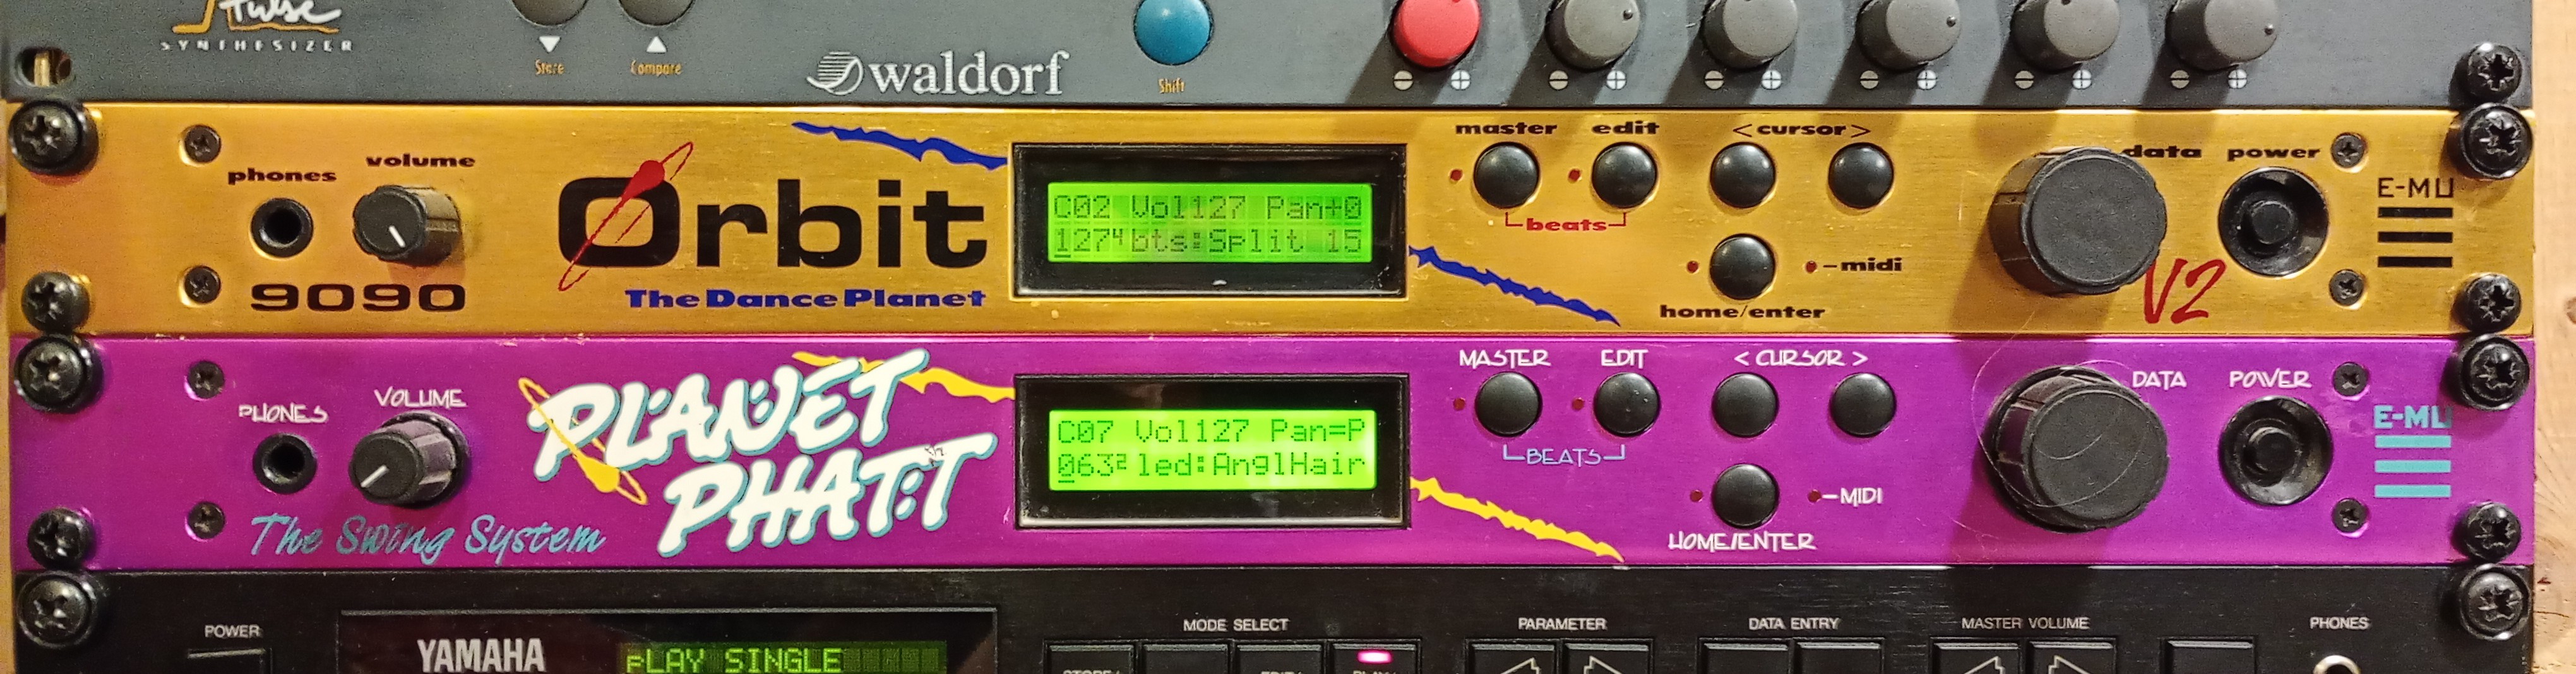 SYNTHESIZER
Store
Compare
waldorf
Shift
phones
volume
9090
Orbit
The Dance Planet
C02 Vol127 Pan+0
127⁴bts:Split 15
master
edit
<cursor>
beats
home/enter
midi
data
power
V2
E-MU
PHONES
VOLUME
The Swing System
PLANET
PHATT
C07 Vol127 Pan=P
063² led:AnglHair
MASTER
EDIT
< CURSOR >
BEATS
HOME/ENTER
MIDI
DATA
POWER
E-MU
POWER
YAMAHA
PLAY SINGLE
MODE SELECT
PARAMETER
DATA ENTRY
MASTER VOLUME
PHONES